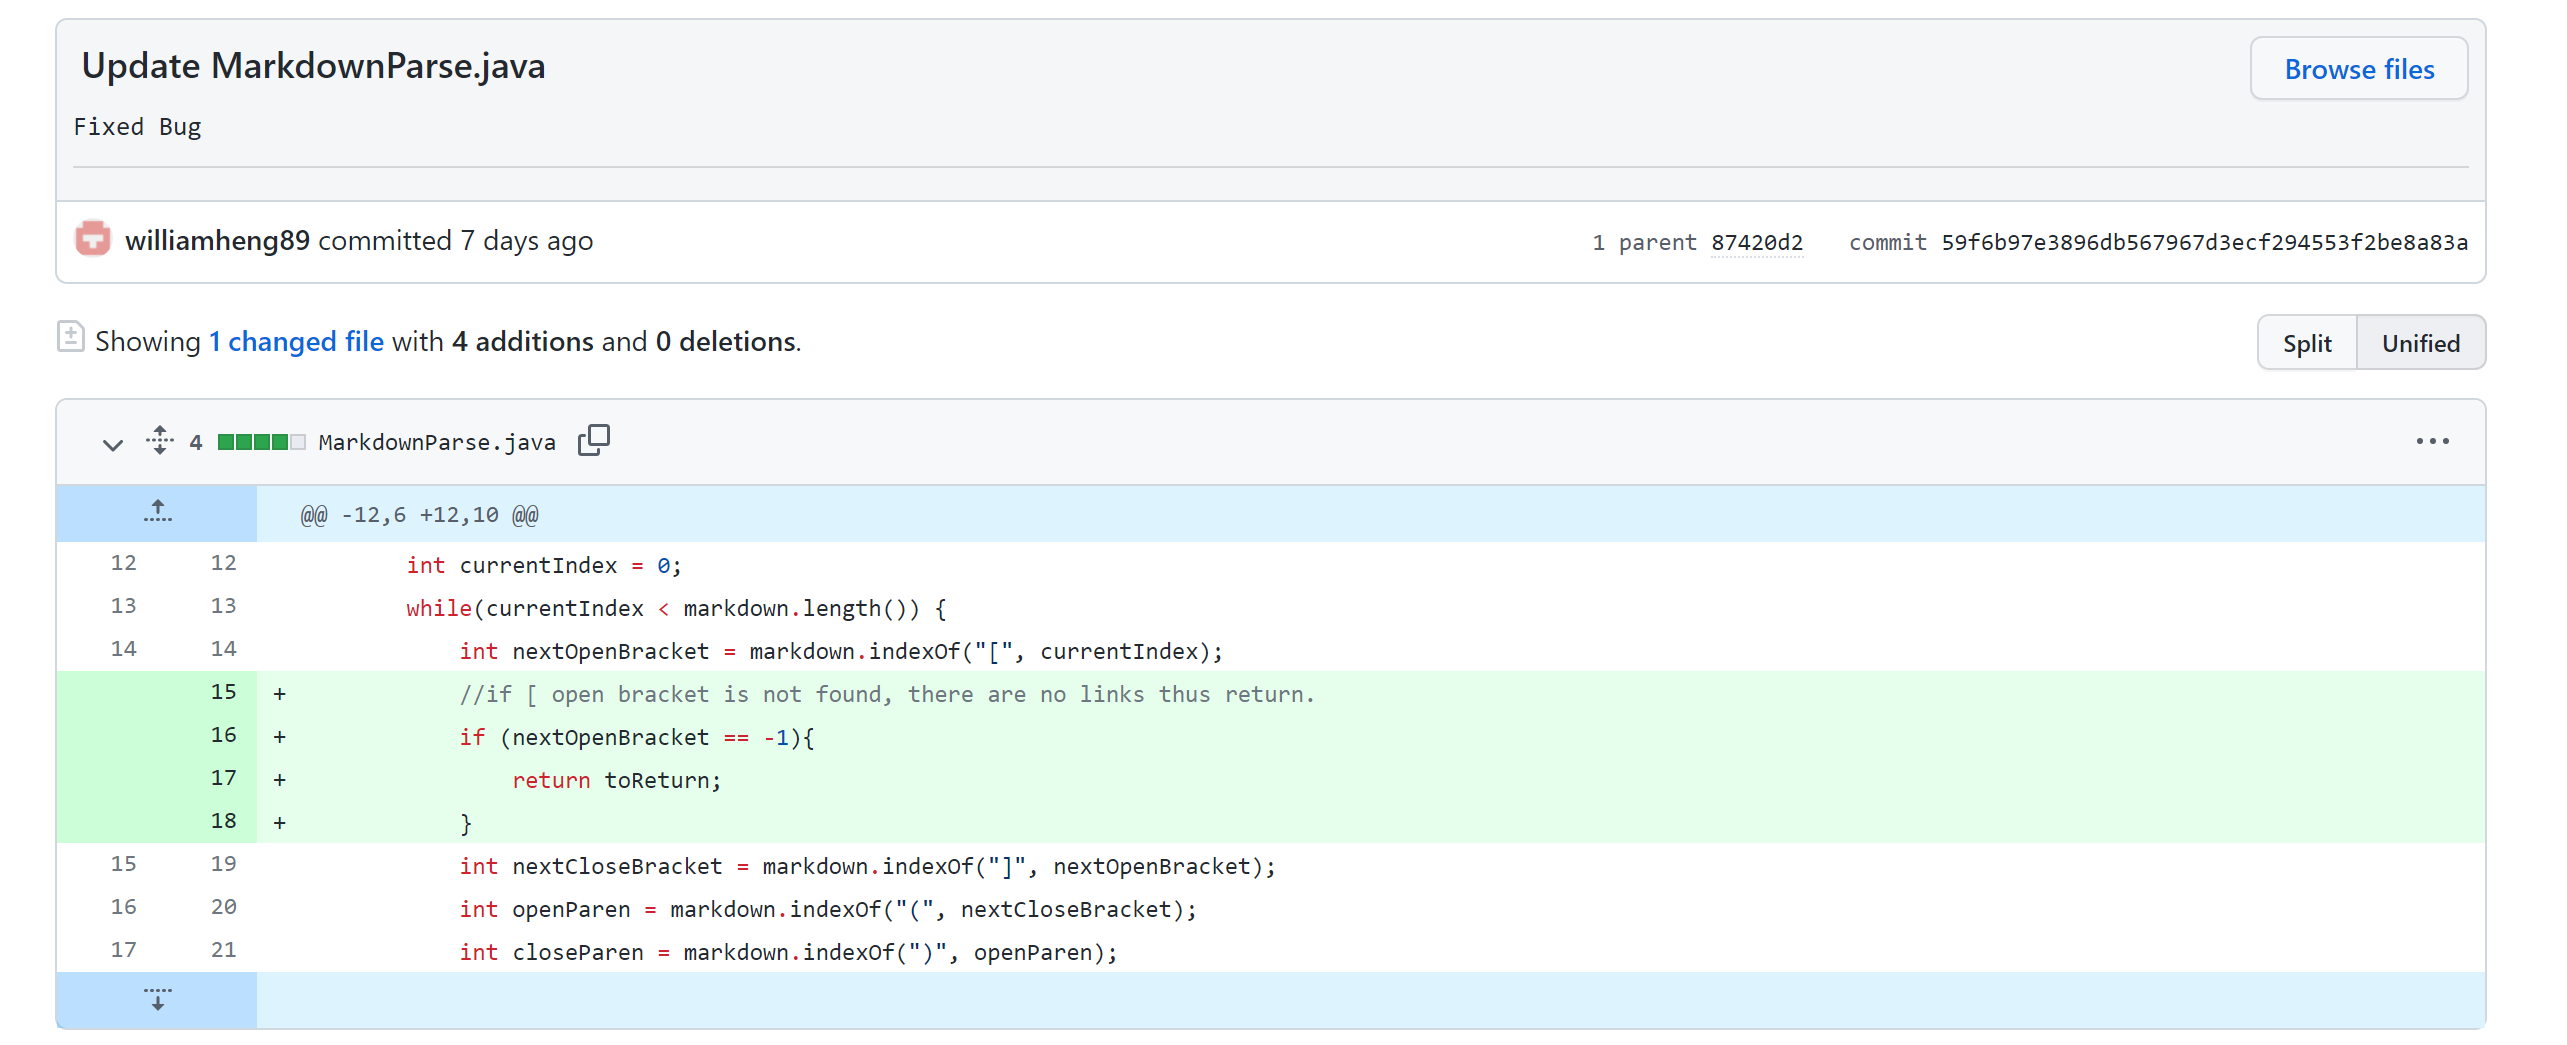 Update MarkdownParse.java
Browse files
Fixed Bug
williamheng89 committed 7 days ago 1 parent 87420d2 commit 59f6b97e3896db567967d3ecf294553f2be8a83a
Showing 1 changed file with 4 additions and 0 deletions.
Split Unified
4 MarkdownParse.java
@@ -12,6 +12,10 @@
12 12 int currentIndex = 0;
13 13 while(currentIndex < markdown.length()) {
14 14 int nextOpenBracket = markdown.indexOf("[", currentIndex);
15 + //if [ open bracket is not found, there are no links thus return.
16 + if (nextOpenBracket == -1){
17 + return toReturn;
18 + }
15 19 int nextCloseBracket = markdown.indexOf("]", nextOpenBracket);
16 20 int openParen = markdown.indexOf("(", nextCloseBracket);
17 21 int closeParen = markdown.indexOf(")", openParen);